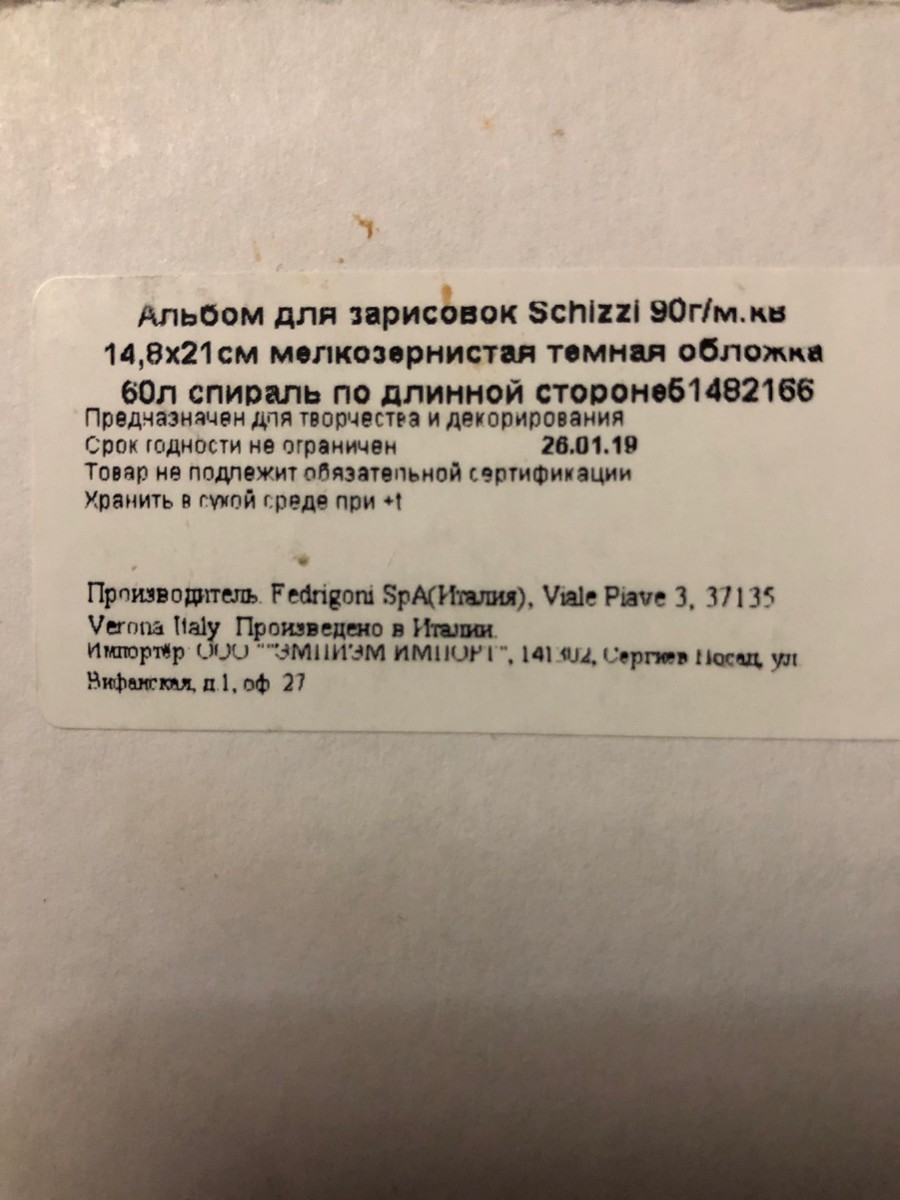 Альбом для зарисовок Schizzi 90г/м.кв
14,8х21см мелкозернистая темная обложка
60л спираль по длинной стороне51482166
Предназначен для творчества и декорирования
Срок годности не ограничен 26.01.19
Товар не подлежит обязательной сертификации
Хранить в сухой среде при +t
Производитель. Fedrigoni SpA(Италия), Viale Piave 3, 37135
Verona Italy Произведено в Италии.
Импортёр ООО ""ЭМПИЭМ ИМПОРТ", 141302, Сергиев Посад, ул
Вифанская, д.1, оф 27